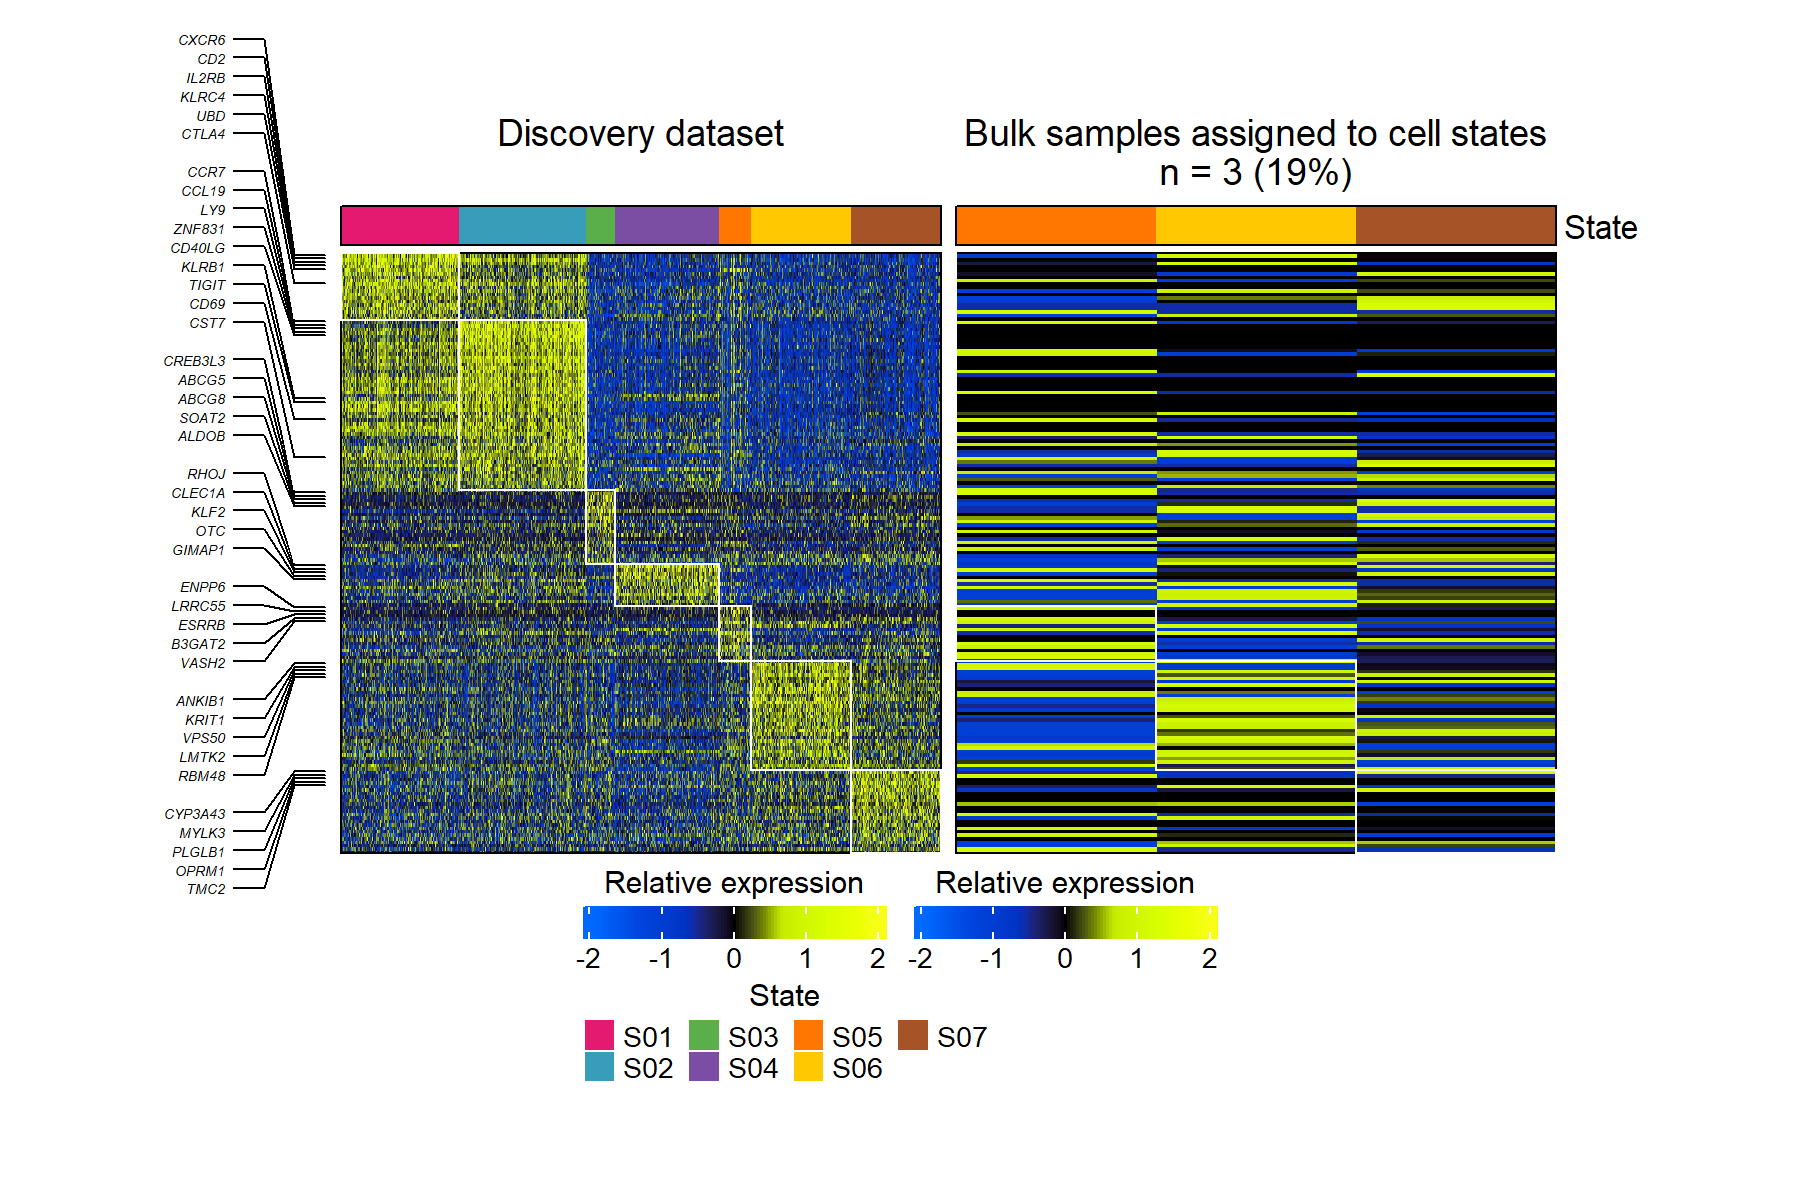 CXCR6
CD2
IL2RB
KLRC4
UBD
CTLA4
CCR7
CCL19
LY9
ZNF831
CD40LG
KLRB1
TIGIT
CD69
CST7
CREB3L3
ABCG5
ABCG8
SOAT2
ALDOB
RHOJ
CLEC1A
KLF2
OTC
GIMAP1
ENPP6
LRRC55
ESRRB
B3GAT2
VASH2
ANKIB1
KRIT1
VPS50
LMTK2
RBM48
CYP3A43
MYLK3
PLGLB1
OPRM1
TMC2
Discovery dataset
Bulk samples assigned to cell states
n = 3 (19%)
State
Relative expression
-2 -1 0 1 2
Relative expression
-2 -1 0 1 2
State
S01 S03 S05 S07
S02 S04 S06